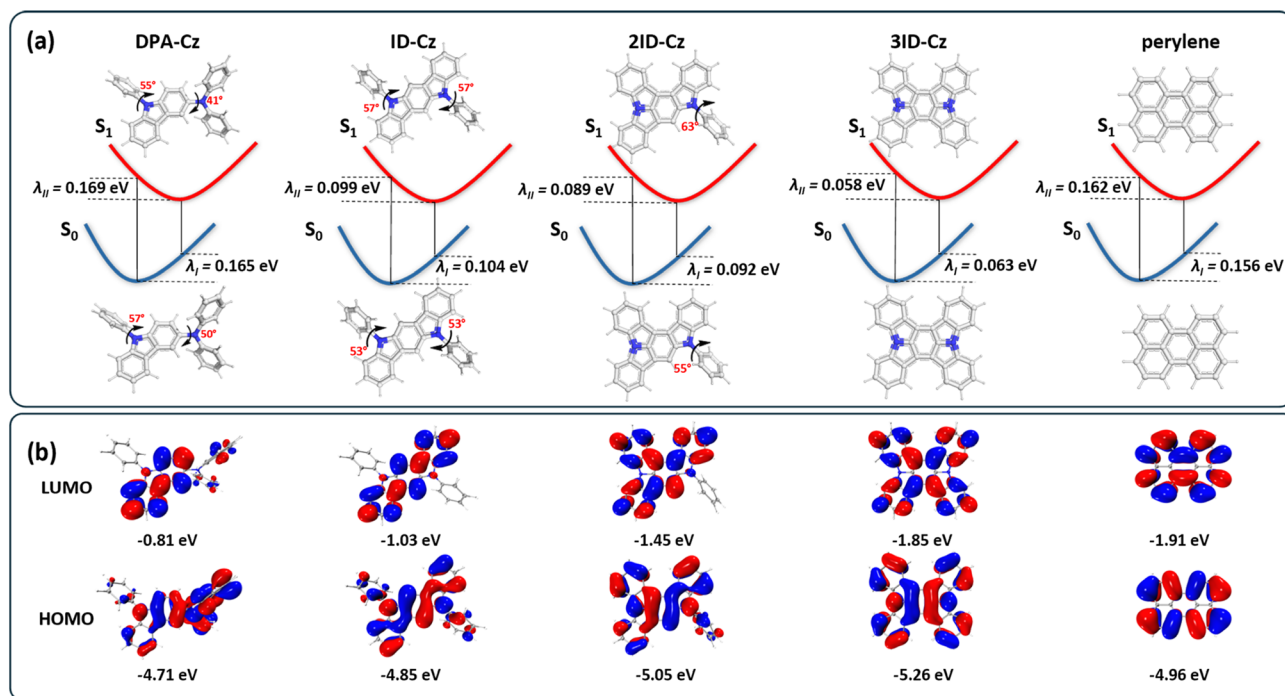 (a)
DPA-Cz ID-Cz 2ID-Cz 3ID-Cz perylene
55° 41° 57° 57° 63°
S1 S1 S1 S1 S1
λII = 0.169 eV λII = 0.099 eV λII = 0.089 eV λII = 0.058 eV λII = 0.162 eV
S0 S0 S0 S0 S0
λI = 0.165 eV λI = 0.104 eV λI = 0.092 eV λI = 0.063 eV λI = 0.156 eV
57° 50° 53° 53° 55°
(b)
LUMO
-0.81 eV -1.03 eV -1.45 eV -1.85 eV -1.91 eV
HOMO
-4.71 eV -4.85 eV -5.05 eV -5.26 eV -4.96 eV